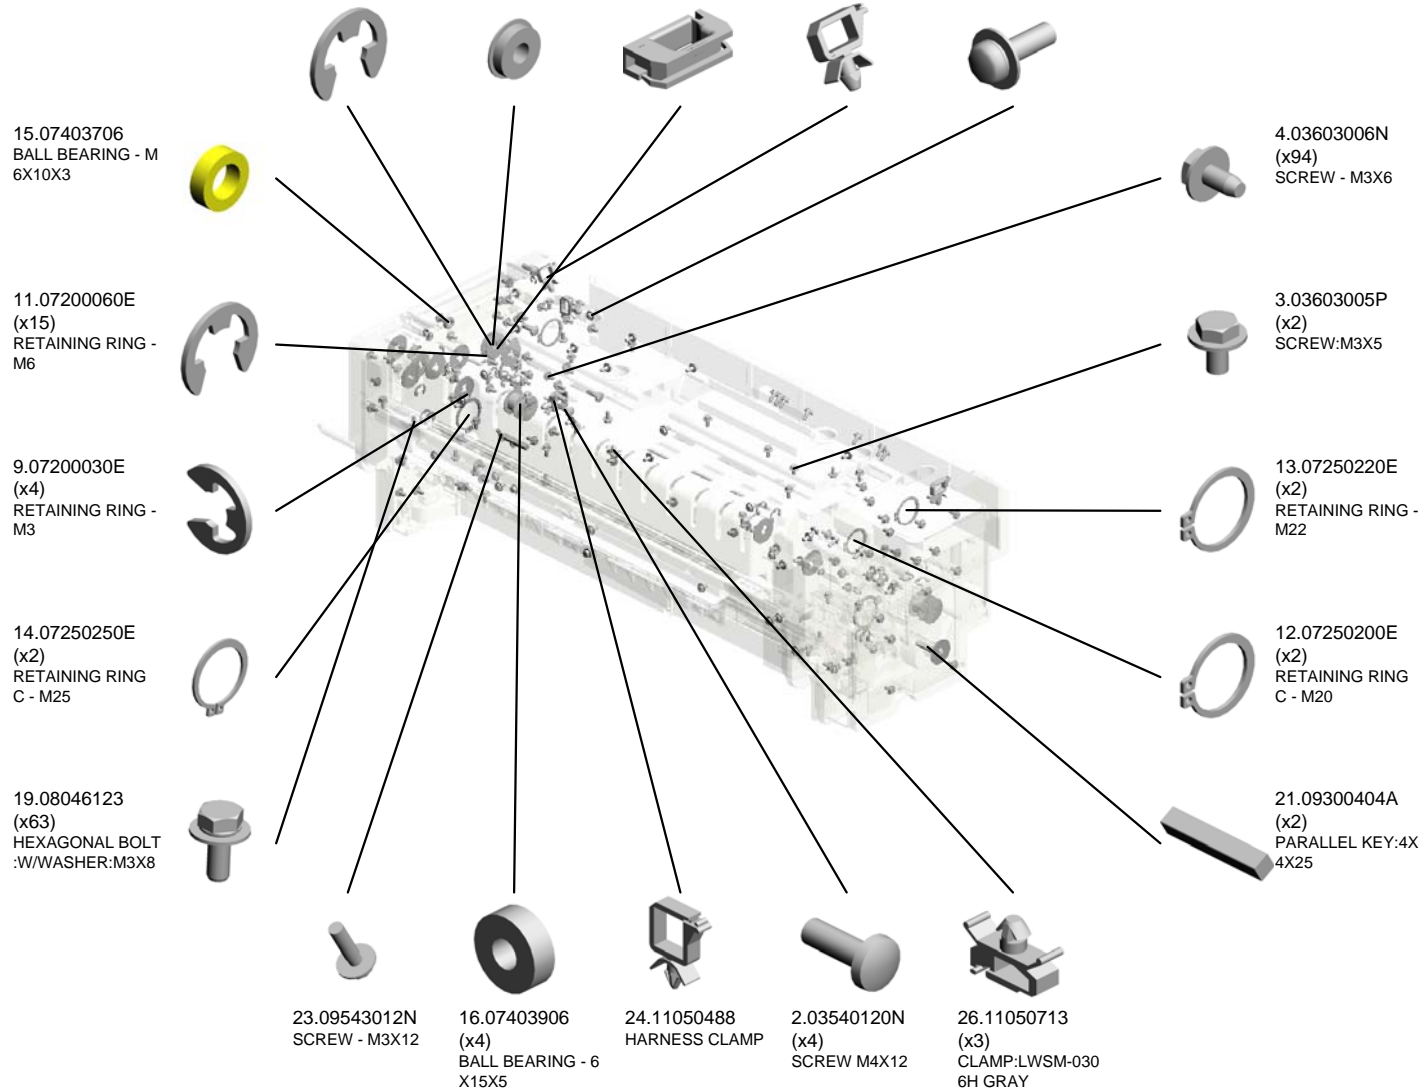 15.07403706
BALL BEARING - M
6X10X3
4.03603006N
(x94)
SCREW - M3X6
11.07200060E
(x15)
RETAINING RING -
M6
3.03603005P
(x2)
SCREW:M3X5
9.07200030E
(x4)
RETAINING RING -
M3
13.07250220E
(x2)
RETAINING RING -
M22
14.07250250E
(x2)
RETAINING RING
C - M25
12.07250200E
(x2)
RETAINING RING
C - M20
19.08046123
(x63)
HEXAGONAL BOLT
:W/WASHER:M3X8
21.09300404A
(x2)
PARALLEL KEY:4X
4X25
23.09543012N
SCREW - M3X12
16.07403906
(x4)
BALL BEARING - 6
X15X5
24.11050488
HARNESS CLAMP
2.03540120N
(x4)
SCREW M4X12
26.11050713
(x3)
CLAMP:LWSM-030
6H GRAY